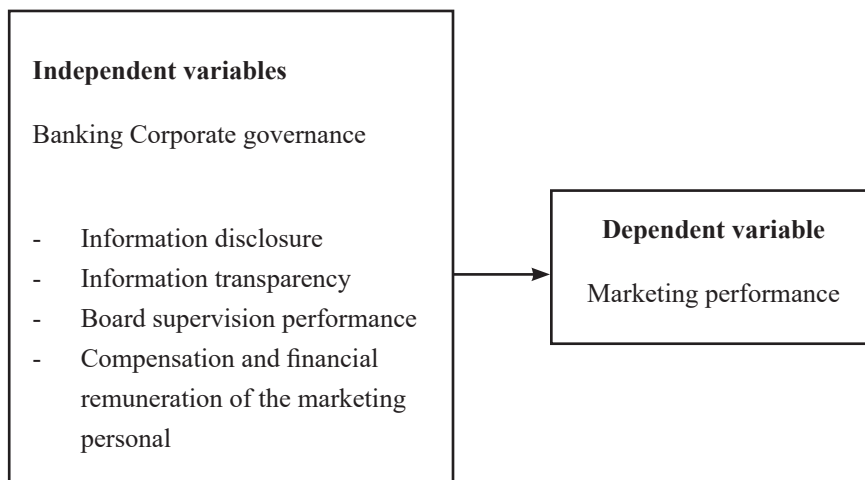 Independent variables
Banking Corporate governance
- Information disclosure
- Information transparency
- Board supervision performance
- Compensation and financial
remuneration of the marketing
personal
Dependent variable
Marketing performance